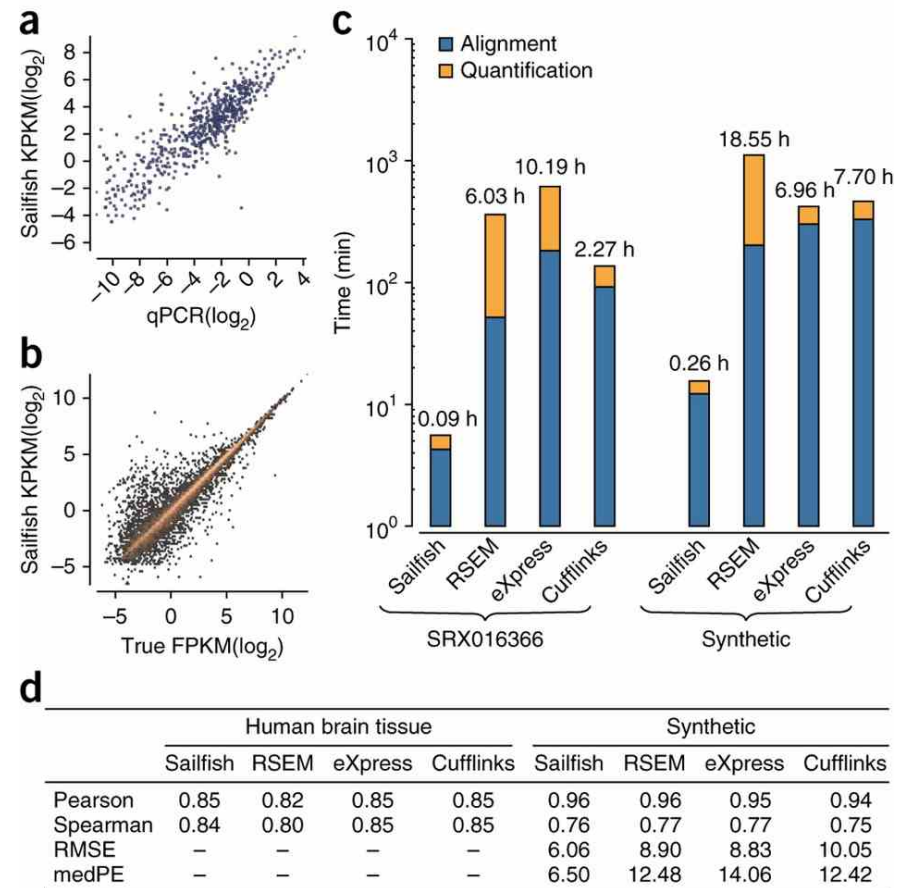 a
Sailfish KPKM(log2)
8
6
4
2
0
−2
−4
−6
−10 −8 −6 −4 −2 0 2 4
qPCR(log2)
b
Sailfish KPKM(log2)
10
5
0
−5
−5 0 5 10
True FPKM(log2)
c
Alignment
Quantification
Time (min)
10^4
10^3
10^2
10^1
10^0
0.09 h
6.03 h
10.19 h
2.27 h
0.26 h
18.55 h
6.96 h
7.70 h
Sailfish RSEM eXpress Cufflinks Sailfish RSEM eXpress Cufflinks
SRX016366 Synthetic
d
Human brain tissue Synthetic
Sailfish RSEM eXpress Cufflinks Sailfish RSEM eXpress Cufflinks
Pearson 0.85 0.82 0.85 0.85 0.96 0.96 0.95 0.94
Spearman 0.84 0.80 0.85 0.85 0.76 0.77 0.77 0.75
RMSE – – – – 6.06 8.90 8.83 10.05
medPE – – – – 6.50 12.48 14.06 12.42